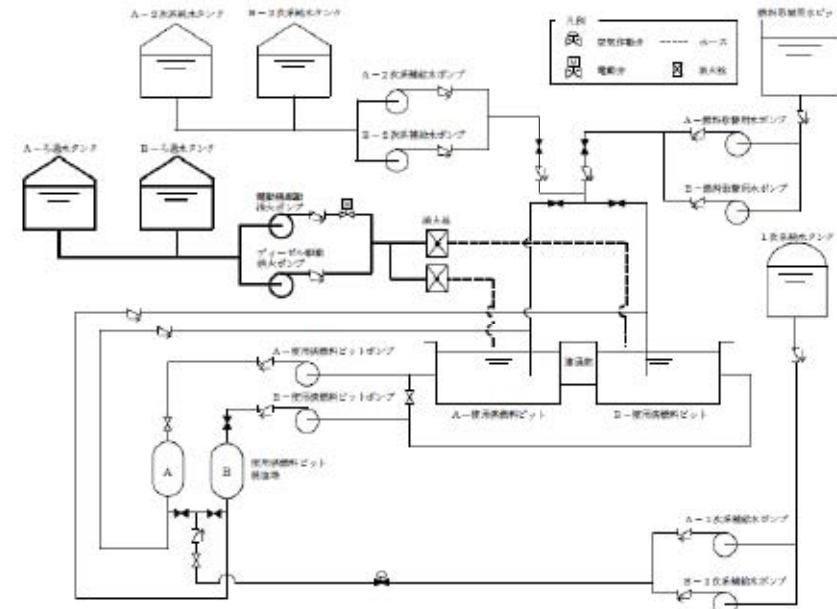 A-2次系純水タンク
B-2次系純水タンク
凡例
空気作動弁
ホース
電動弁
消火栓
燃料取替用水ピット
A-2次系補給水ポンプ
B-2次系補給水ポンプ
A-燃料取替用水ポンプ
B-燃料取替用水ポンプ
A-ろ過水タンク
B-ろ過水タンク
電動機駆動
消火ポンプ
ディーゼル駆動
消火ポンプ
消火栓
1次系純水タンク
A-使用済燃料ピットポンプ
B-使用済燃料ピットポンプ
A-使用済燃料ピット
B-使用済燃料ピット
A
B
使用済燃料ピット
脱塩塔
A-1次系補給水ポンプ
B-1次系補給水ポンプ